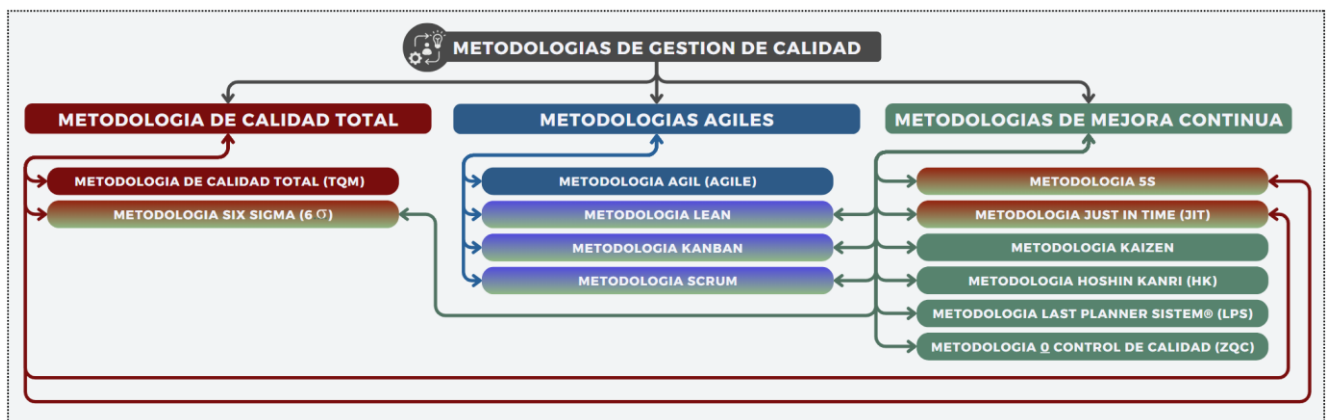 METODOLOGIAS DE GESTION DE CALIDAD
METODOLOGIA DE CALIDAD TOTAL
METODOLOGIA DE CALIDAD TOTAL (TQM)
METODOLOGIA SIX SIGMA (6 σ)
METODOLOGIAS AGILES
METODOLOGIA AGIL (AGILE)
METODOLOGIA LEAN
METODOLOGIA KANBAN
METODOLOGIA SCRUM
METODOLOGIAS DE MEJORA CONTINUA
METODOLOGIA 5S
METODOLOGIA JUST IN TIME (JIT)
METODOLOGIA KAIZEN
METODOLOGIA HOSHIN KANRI (HK)
METODOLOGIA LAST PLANNER SISTEM® (LPS)
METODOLOGIA 0 CONTROL DE CALIDAD (ZQC)